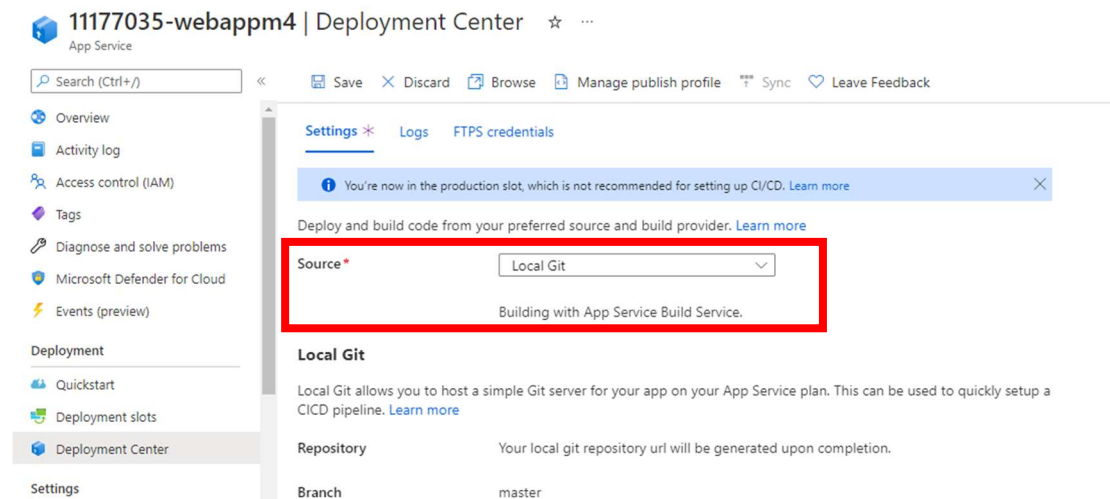 11177035-webappm4 | Deployment Center ☆ ...
App Service
Search (Ctrl+/)
«
Save
Discard
Browse
Manage publish profile
Sync
Leave Feedback
Overview
Activity log
Access control (IAM)
Tags
Diagnose and solve problems
Microsoft Defender for Cloud
Events (preview)
Deployment
Quickstart
Deployment slots
Deployment Center
Settings
Settings *
Logs
FTPS credentials
You're now in the production slot, which is not recommended for setting up CI/CD. Learn more
Deploy and build code from your preferred source and build provider. Learn more
Source *
Local Git
Building with App Service Build Service.
Local Git
Local Git allows you to host a simple Git server for your app on your App Service plan. This can be used to quickly setup a
CICD pipeline. Learn more
Repository
Your local git repository url will be generated upon completion.
Branch
master